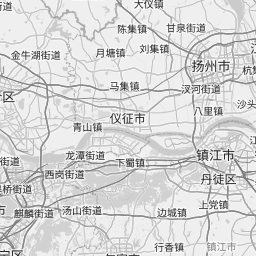 大仪镇
陈集镇
甘泉街道
金牛湖街道
月塘镇
刘集镇
扬州市
马集镇
汊河街道
沙头
八里镇
仪征市
青山镇
龙潭街道
下蜀镇
镇江市
西岗街道
丹徒区
桥街道
麒麟街道
汤山街道
边城镇
上党镇
行香镇
镇江市